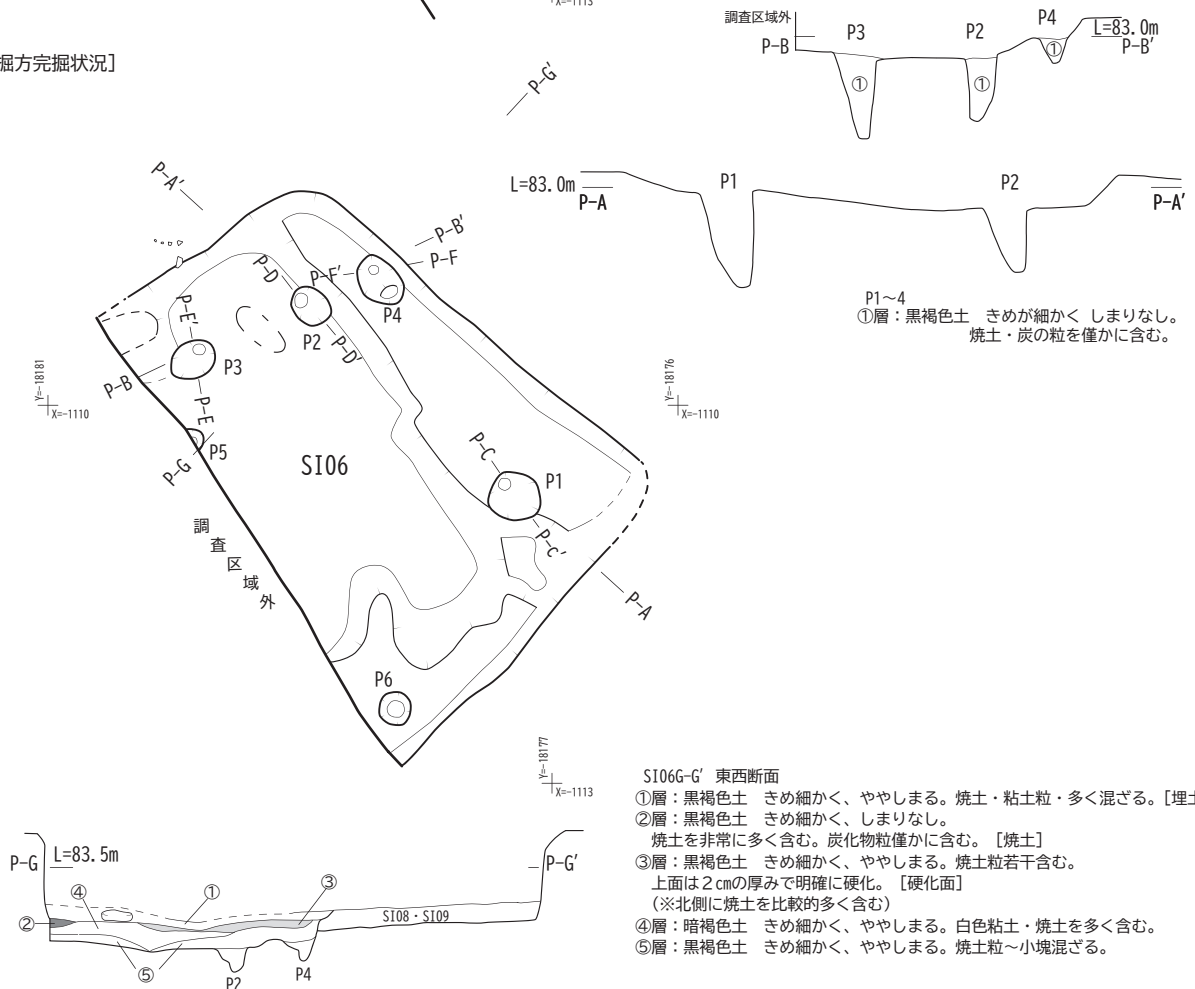 X=-1113
掘方完掘状況]
調査区域外
P-B
P3
P2
P4
L=83.0m
P-B′
①
①
①
P-G′
L=83.0m
P-A
P1
P2
P-A′
P1～4
①層：黒褐色土　きめが細かく しまりなし。
焼土・炭の粒を僅かに含む。
P-A′
P-B′
P-F
P-D
P-F′
P4
P-E′
P2
P-D′
P3
P-B
P-E
P5
P-G
SI06
Y=-18181
X=-1110
Y=-18176
X=-1110
P-C
P1
P-c′
P-A
調査区域外
P6
Y=-18177
X=-1113
P-G
L=83.5m
P-G′
④
①
③
②
⑤
SI08・SI09
P2
P4
SI06G-G′ 東西断面
①層：黒褐色土　きめ細かく、ややしまる。焼土・粘土粒・多く混ざる。[埋土
②層：黒褐色土　きめ細かく、しまりなし。
焼土を非常に多く含む。炭化物粒僅かに含む。［焼土］
③層：黒褐色土　きめ細かく、ややしまる。焼土粒若干含む。
上面は２㎝の厚みで明確に硬化。［硬化面］
（※北側に焼土を比較的多く含む）
④層：暗褐色土　きめ細かく、ややしまる。白色粘土・焼土を多く含む。
⑤層：黒褐色土　きめ細かく、ややしまる。焼土粒～小塊混ざる。